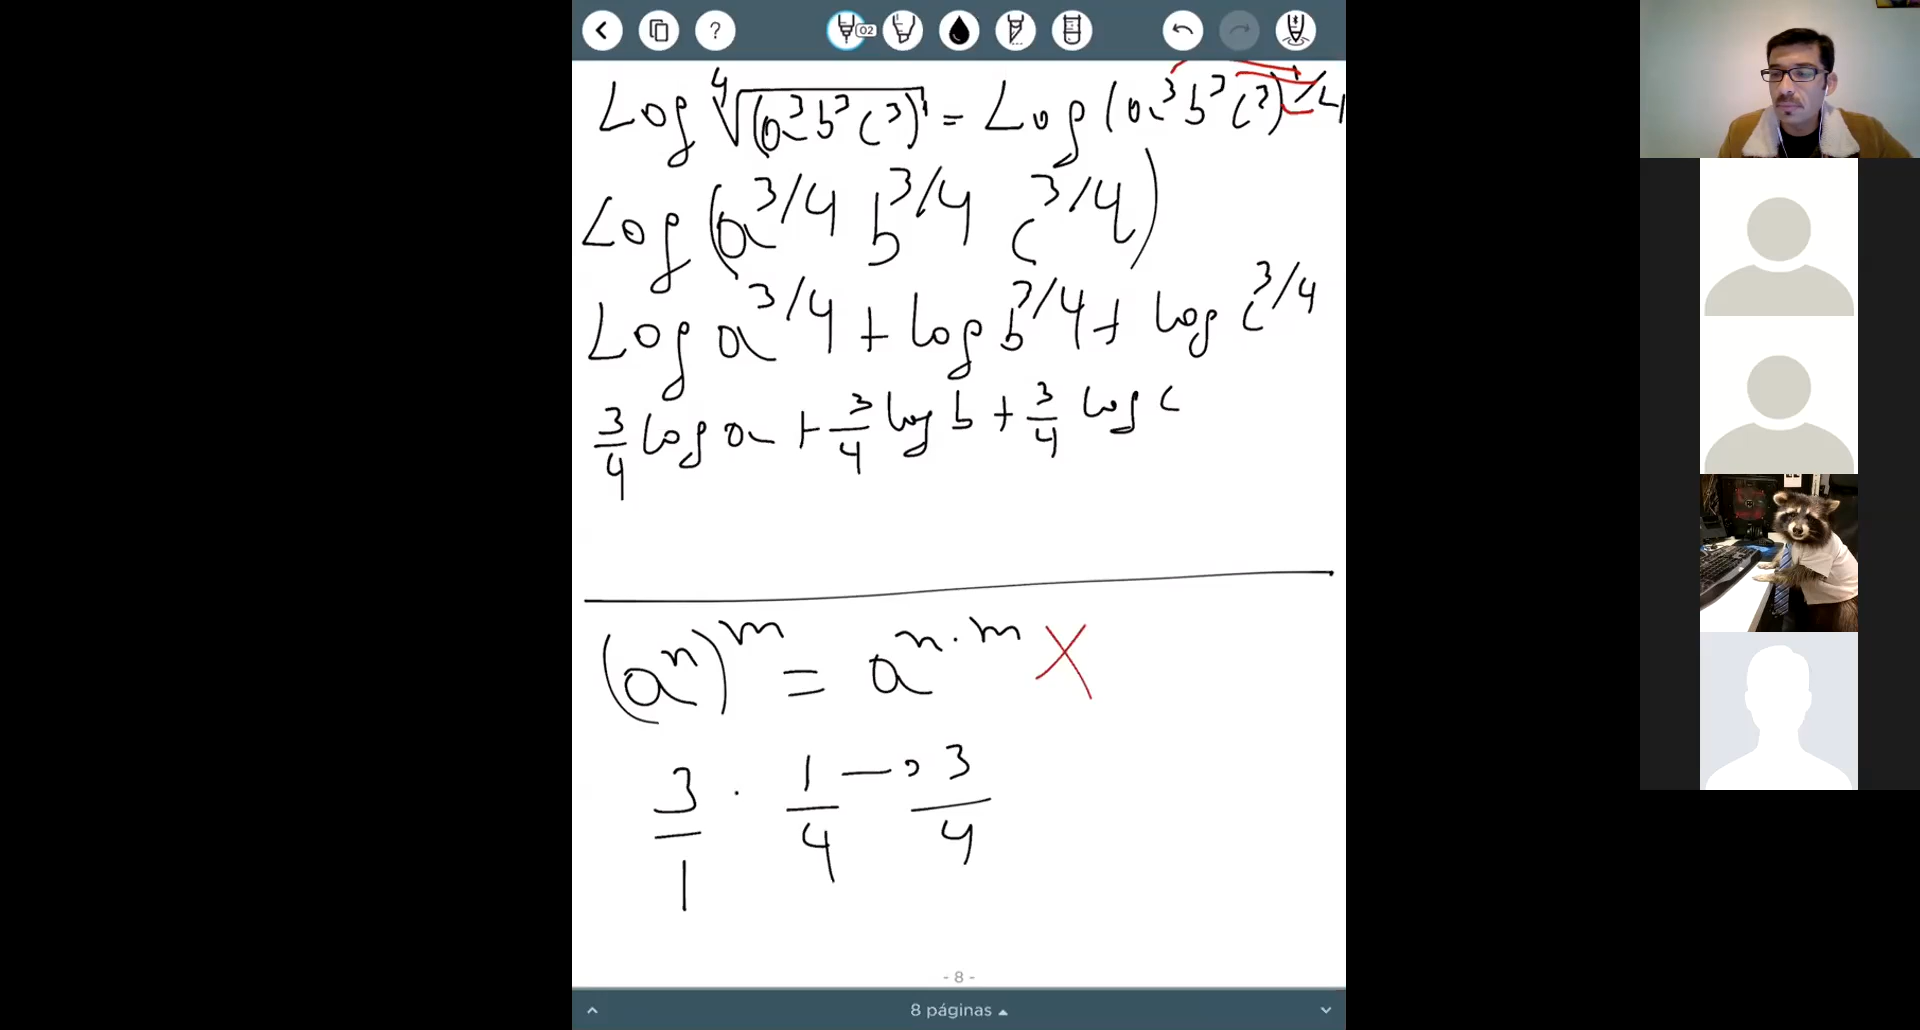 ? 02
Log ∜(a³b³c³)¹ = Log (a³b³c³)^1/4
Log (a^3/4 b^3/4 c^3/4)
Log a^3/4 + log b^3/4 + log c^3/4
3/4 log a + 3/4 log b + 3/4 log c
(a^n)^m = a^n·m X
3/1 · 1/4 → 3/4
- 8 -
8 páginas